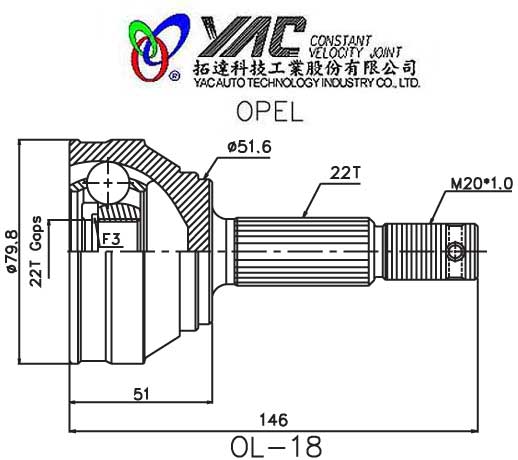 YAC CONSTANT
VELOCITY JOINT
®
拓達科技工業股份有限公司
YAC AUTO TECHNOLOGY INDUSTRY CO., LTD.
OPEL
ø51.6
22T
M20*1.0
ø79.8
22T Gaps
F3
51
146
OL-18